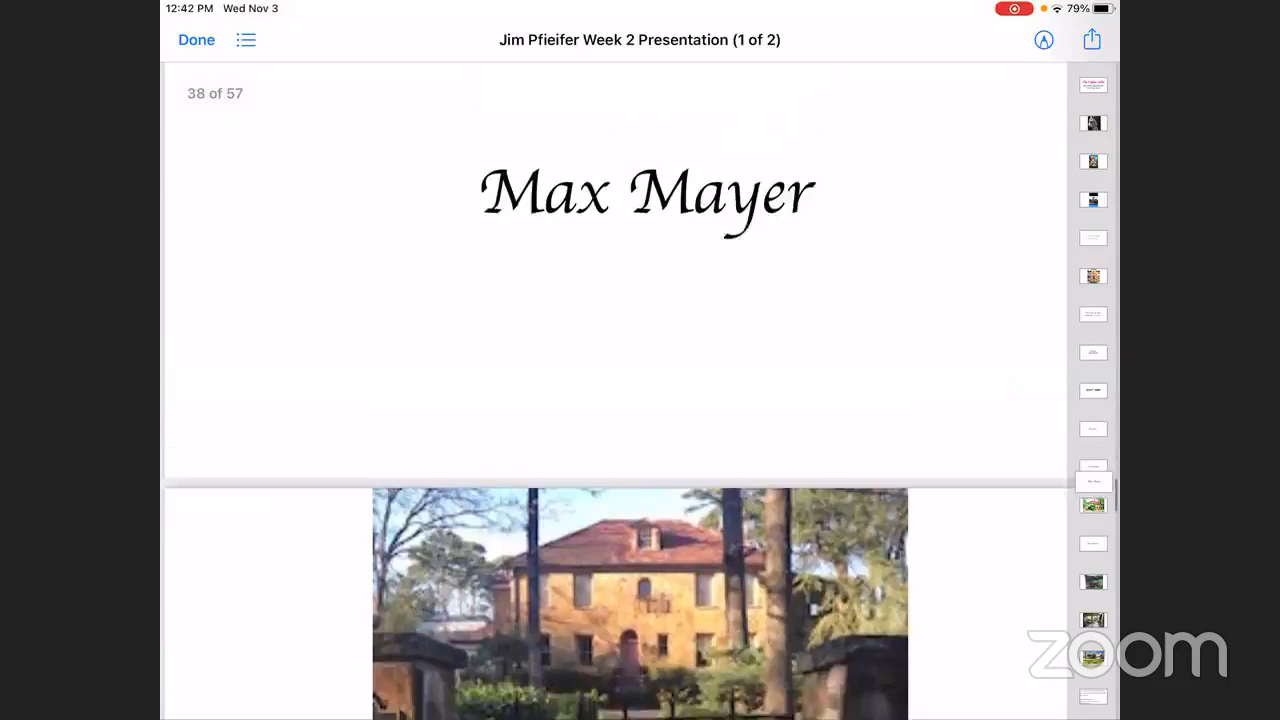 12:42 PM Wed Nov 3
79%
Done
Jim Pfieifer Week 2 Presentation (1 of 2)
38 of 57
Max Mayer
zoom